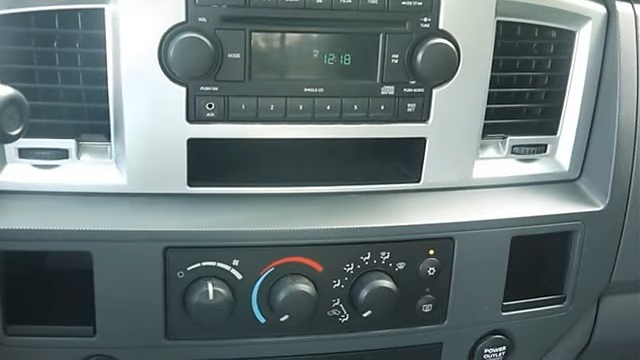 VOL
TUNE
MODE
12:18
AM
FM
PUSH ON
SINGLE CD
PUSH AUDIO
AUX
1 2 3 4 5 6
RND
SET
POWER
OUTLET